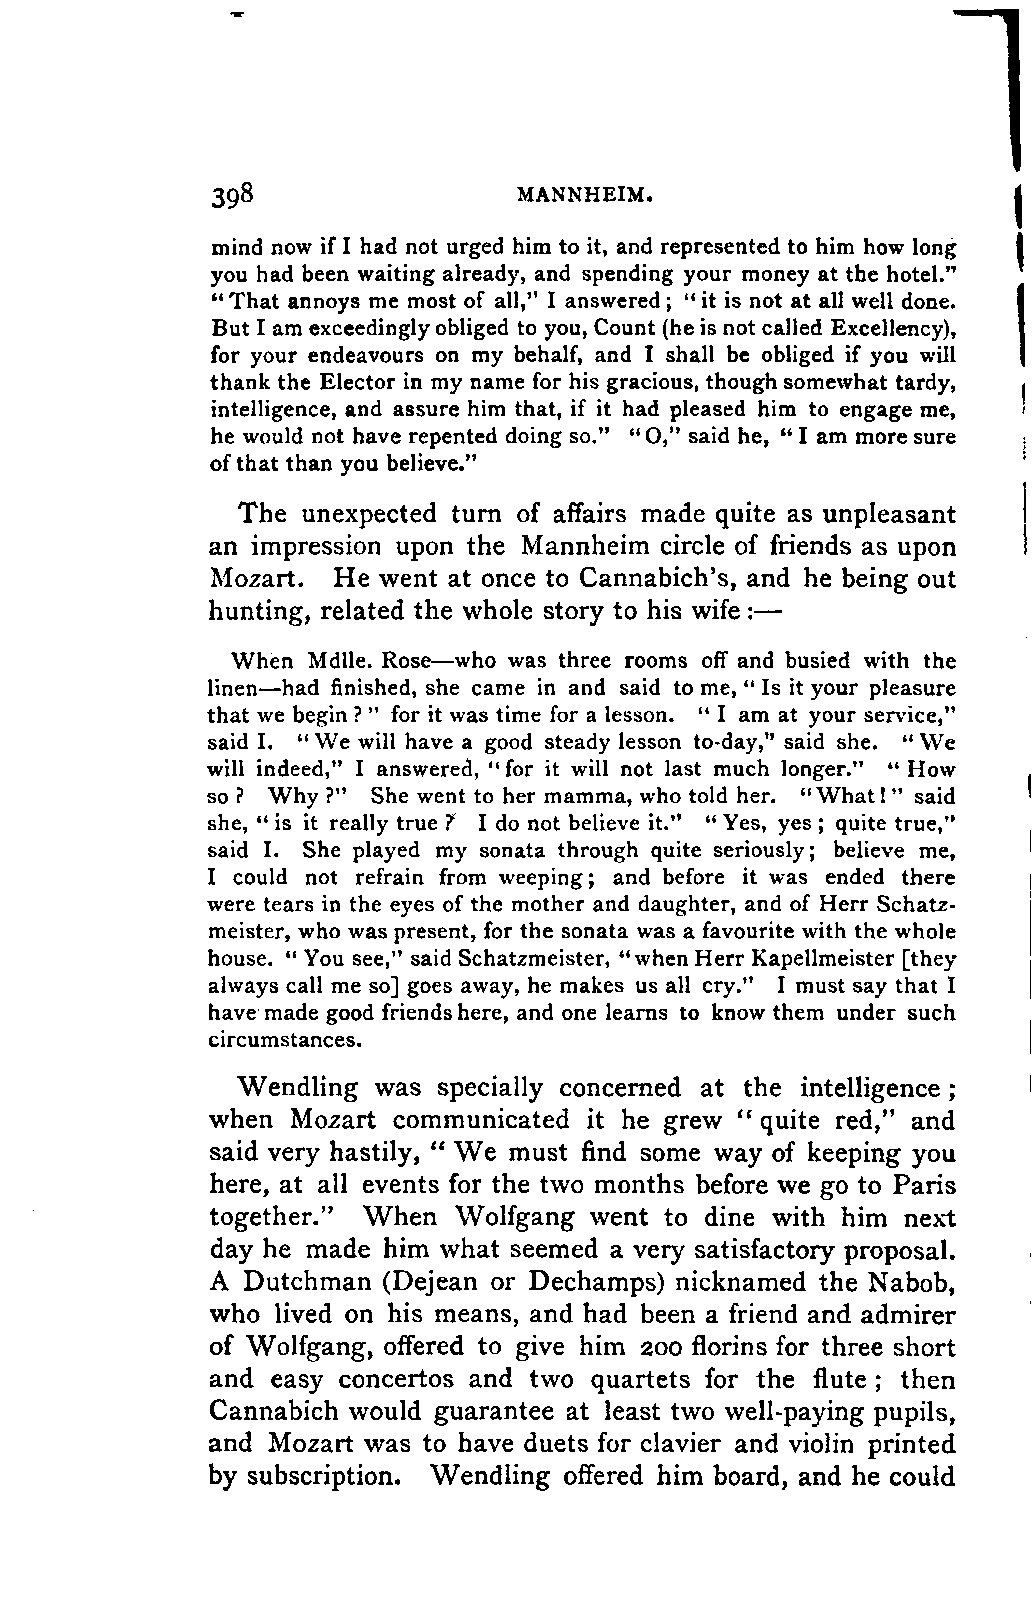 398 MANNHEIM.
mind now if I had not urged him to it, and represented to him how long
you had been waiting already, and spending your money at the hotel."
"That annoys me most of all," I answered; "it is not at all well done.
But I am exceedingly obliged to you, Count (he is not called Excellency),
for your endeavours on my behalf, and I shall be obliged if you will
thank the Elector in my name for his gracious, though somewhat tardy,
intelligence, and assure him that, if it had pleased him to engage me,
he would not have repented doing so." "O," said he, "I am more sure
of that than you believe."
The unexpected turn of affairs made quite as unpleasant
an impression upon the Mannheim circle of friends as upon
Mozart. He went at once to Cannabich's, and he being out
hunting, related the whole story to his wife:—
When Mdlle. Rose—who was three rooms off and busied with the
linen—had finished, she came in and said to me, "Is it your pleasure
that we begin?" for it was time for a lesson. "I am at your service,"
said I. "We will have a good steady lesson to-day," said she. "We
will indeed," I answered, "for it will not last much longer." "How
so? Why?" She went to her mamma, who told her. "What!" said
she, "is it really true? I do not believe it." "Yes, yes; quite true,"
said I. She played my sonata through quite seriously; believe me,
I could not refrain from weeping; and before it was ended there
were tears in the eyes of the mother and daughter, and of Herr Schatz-
meister, who was present, for the sonata was a favourite with the whole
house. "You see," said Schatzmeister, "when Herr Kapellmeister [they
always call me so] goes away, he makes us all cry." I must say that I
have made good friends here, and one learns to know them under such
circumstances.
Wendling was specially concerned at the intelligence;
when Mozart communicated it he grew "quite red," and
said very hastily, "We must find some way of keeping you
here, at all events for the two months before we go to Paris
together." When Wolfgang went to dine with him next
day he made him what seemed a very satisfactory proposal.
A Dutchman (Dejean or Dechamps) nicknamed the Nabob,
who lived on his means, and had been a friend and admirer
of Wolfgang, offered to give him 200 florins for three short
and easy concertos and two quartets for the flute; then
Cannabich would guarantee at least two well-paying pupils,
and Mozart was to have duets for clavier and violin printed
by subscription. Wendling offered him board, and he could